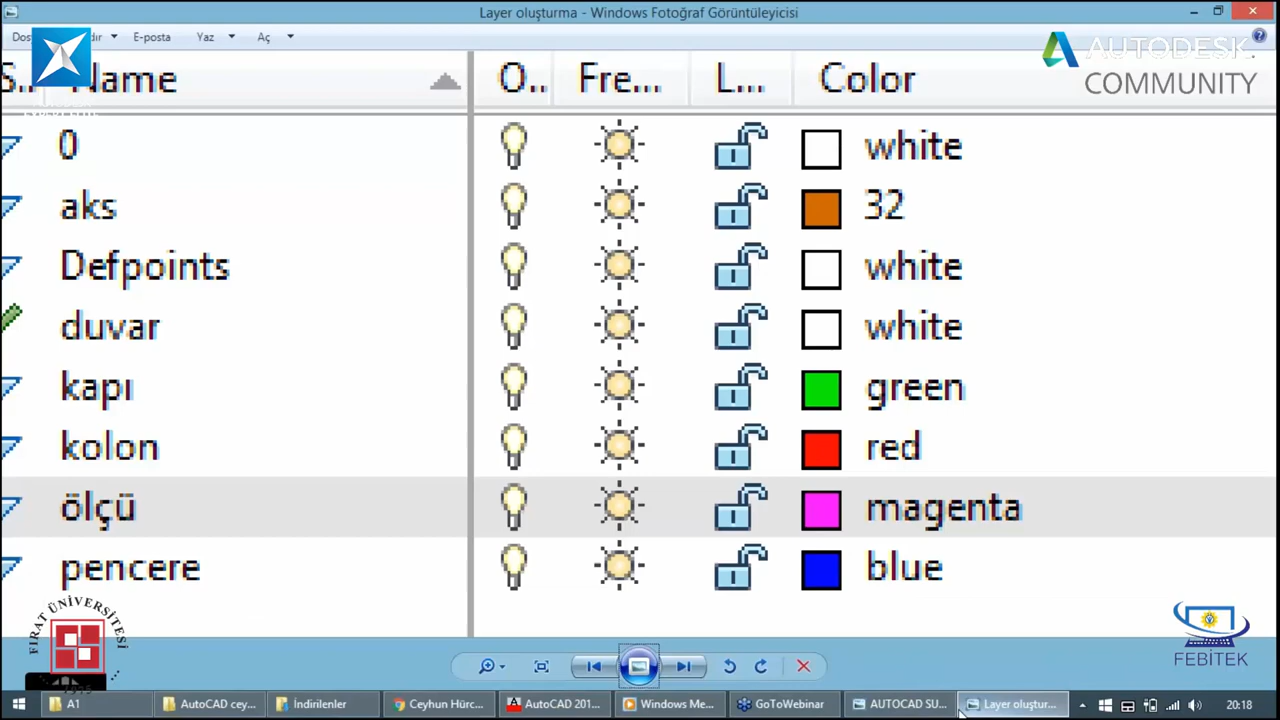 Layer oluşturma - Windows Fotoğraf Görüntüleyicisi
E-posta Yaz Aç
AUTODESK
COMMUNITY
S.. Name O.. Fre... L... Color
0 white
aks 32
Defpoints white
duvar white
kapı green
kolon red
ölçü magenta
pencere blue
FIRAT ÜNİVERSİTESİ
FEBİTEK
A1 AutoCAD cey... İndirilenler Ceyhun Hürc... AutoCAD 201... Windows Me... GoToWebinar AUTOCAD SU... Layer oluştur... 20:18